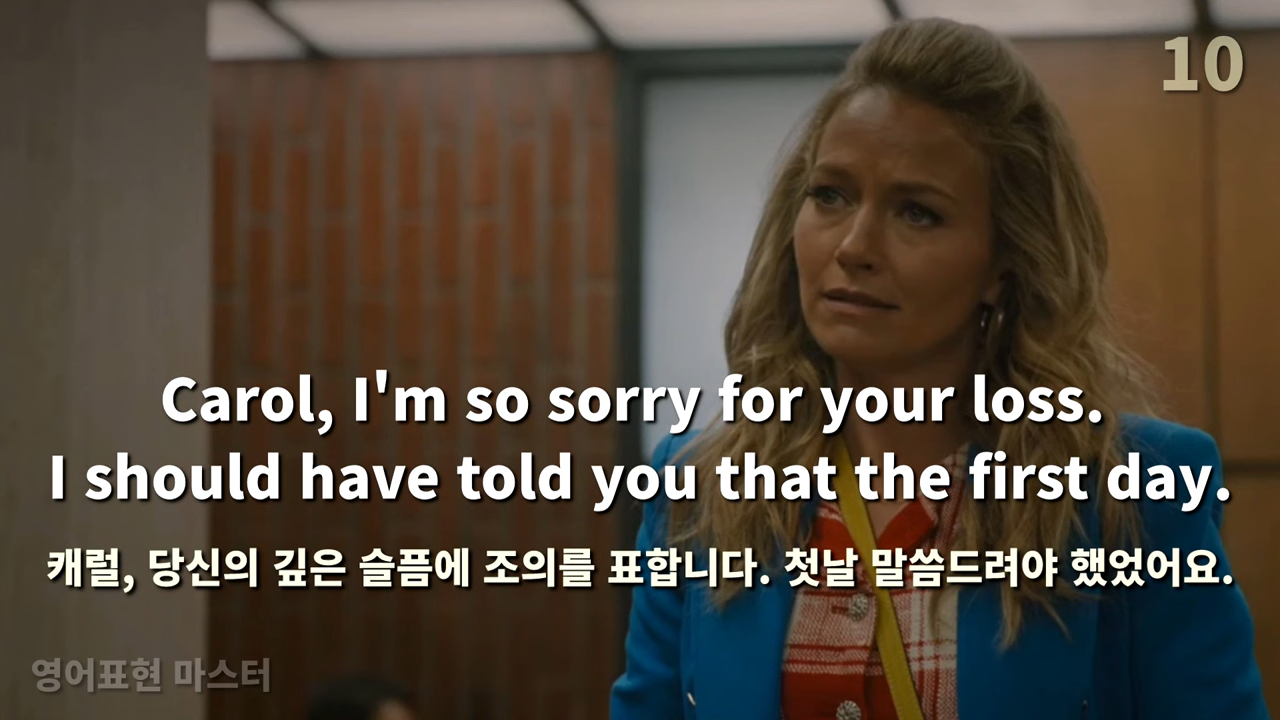 10
Carol, I'm so sorry for your loss.
I should have told you that the first day.
캐럴, 당신의 깊은 슬픔에 조의를 표합니다. 첫날 말씀드려야 했었어요.
영어표현 마스터